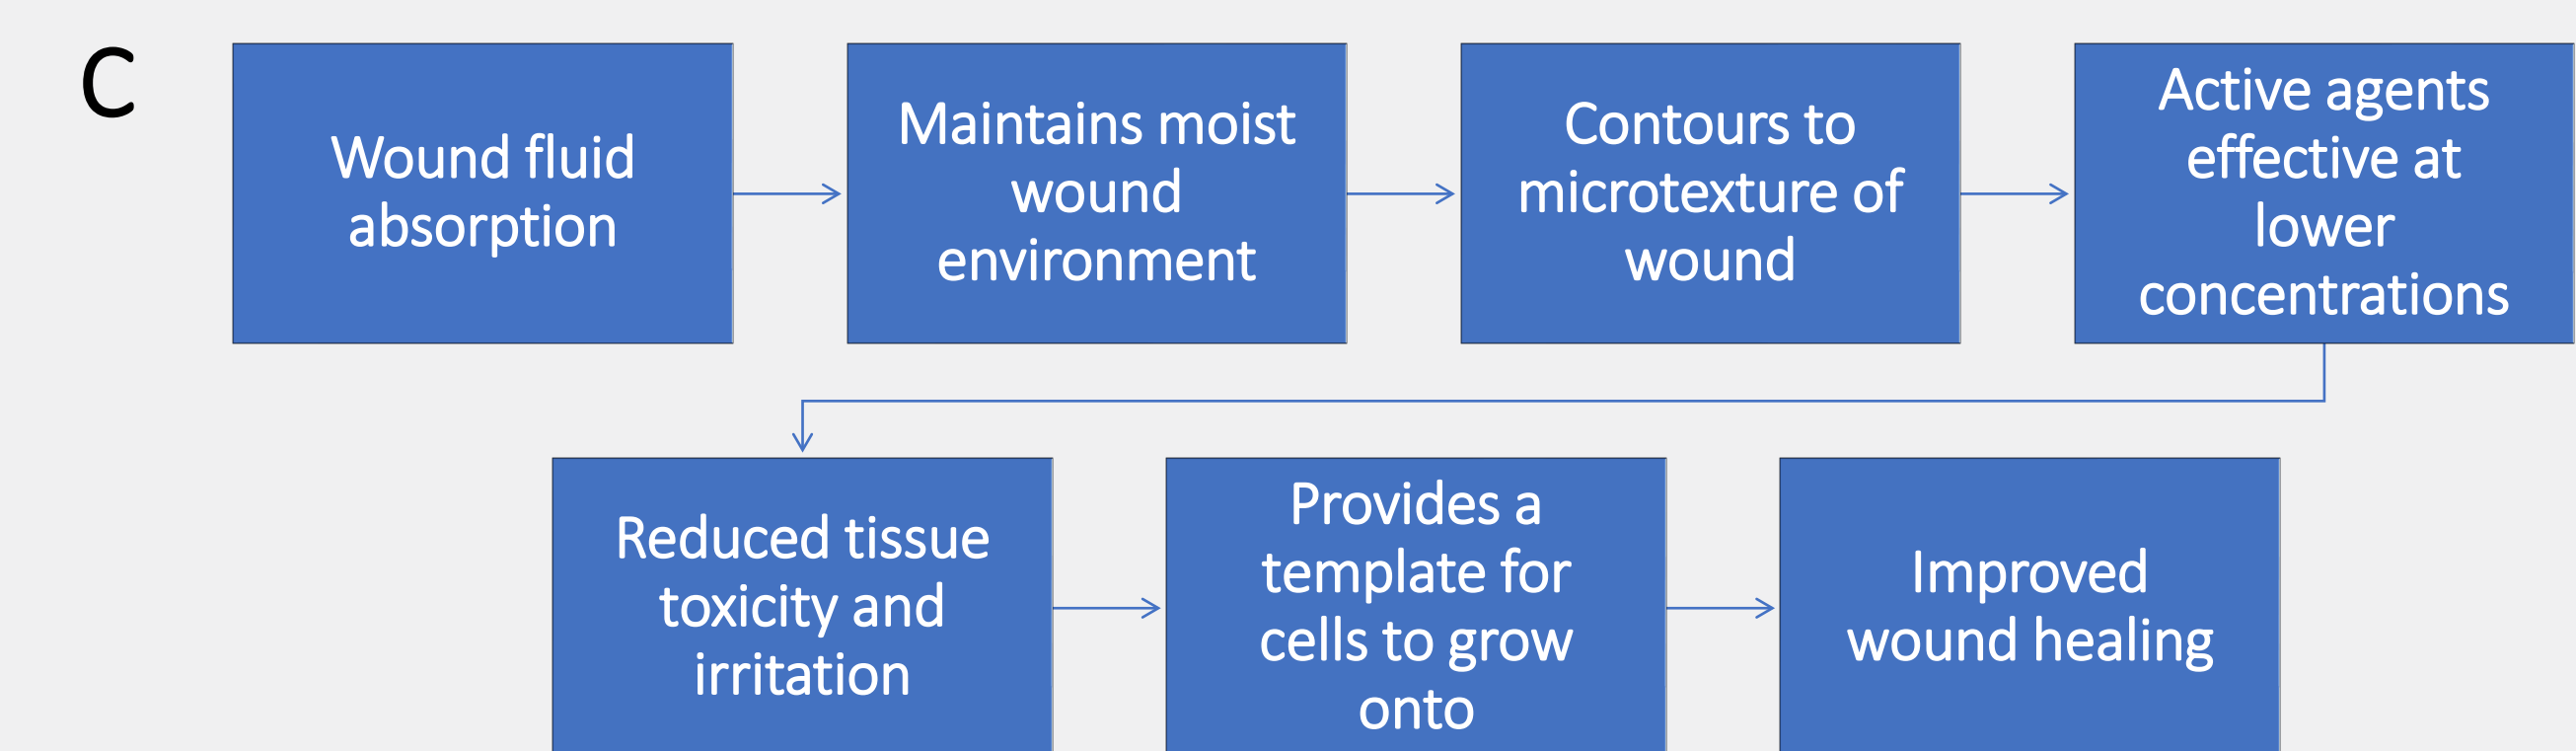 C
Wound fluid
absorption
Maintains moist
wound
environment
Contours to
microtexture of
wound
Active agents
effective at
lower
concentrations
Reduced tissue
toxicity and
irritation
Provides a
template for
cells to grow
onto
Improved
wound healing